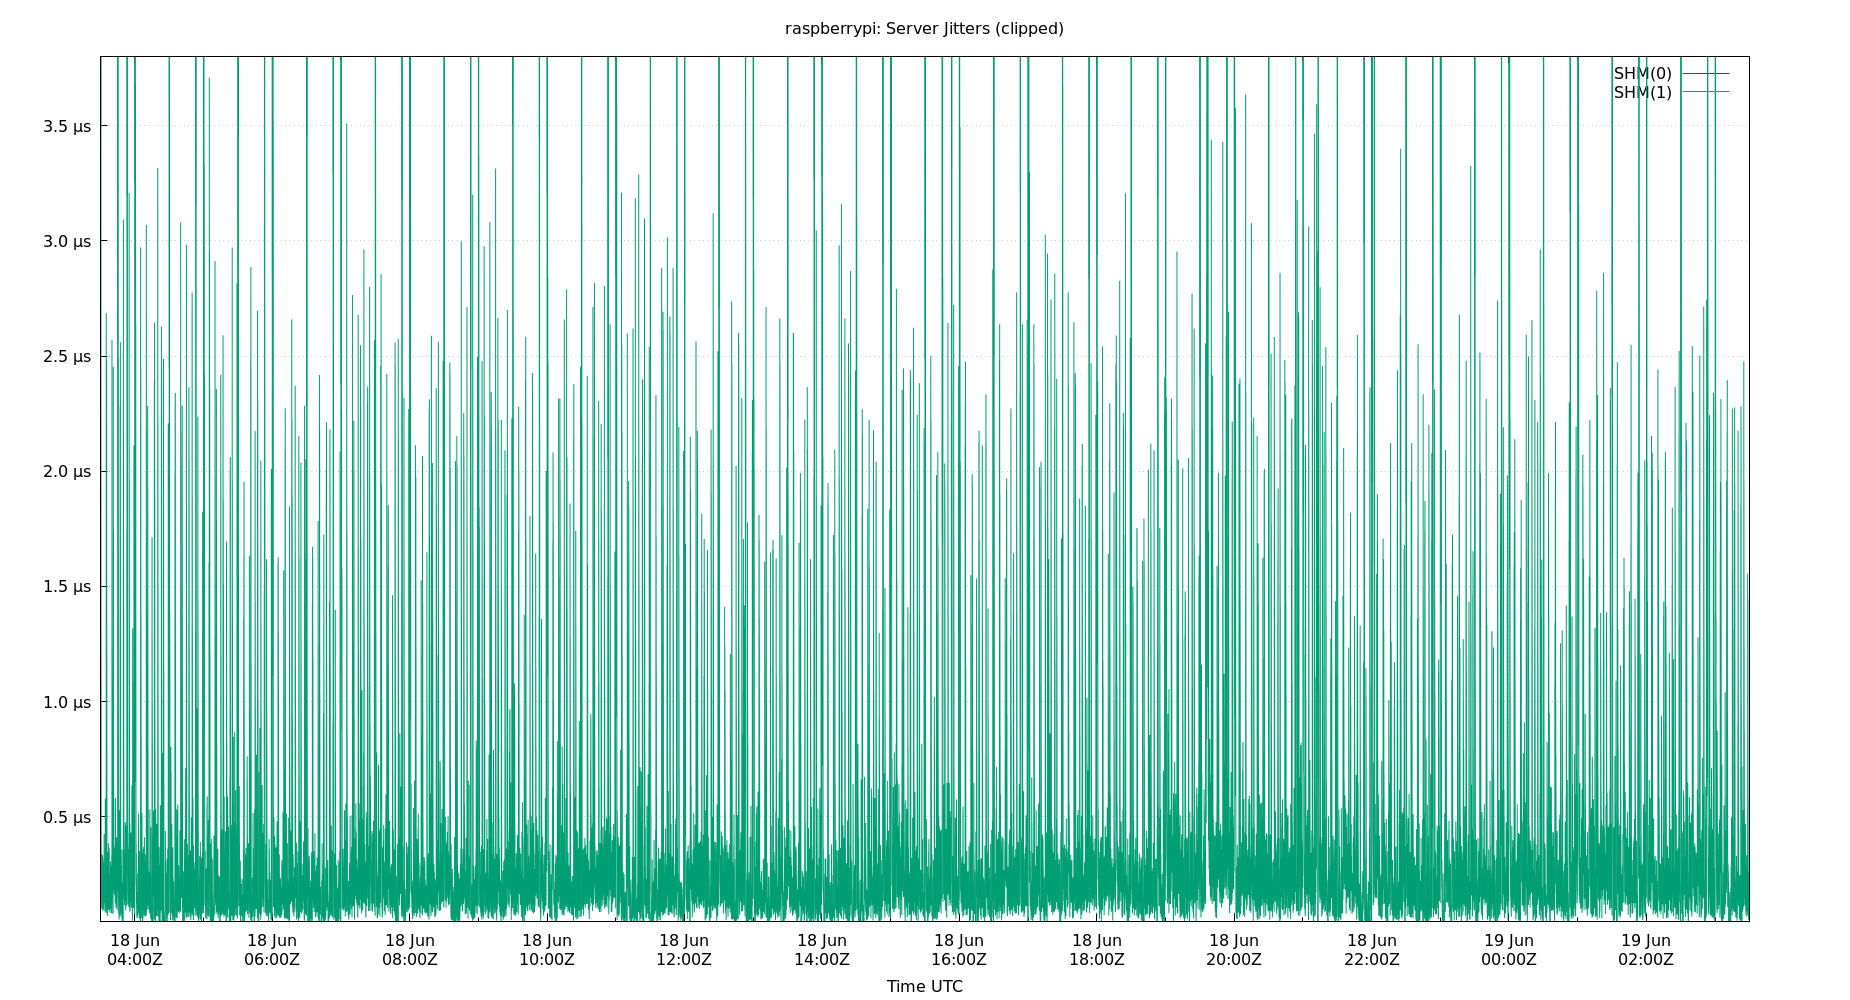 raspberrypi: Server Jitters (clipped)
SHM(0)
SHM(1)
3.5 µs
3.0 µs
2.5 µs
2.0 µs
1.5 µs
1.0 µs
0.5 µs
18 Jun 18 Jun 18 Jun 18 Jun 18 Jun 18 Jun 18 Jun 18 Jun 18 Jun 18 Jun 19 Jun 19 Jun
04:00Z 06:00Z 08:00Z 10:00Z 12:00Z 14:00Z 16:00Z 18:00Z 20:00Z 22:00Z 00:00Z 02:00Z
Time UTC